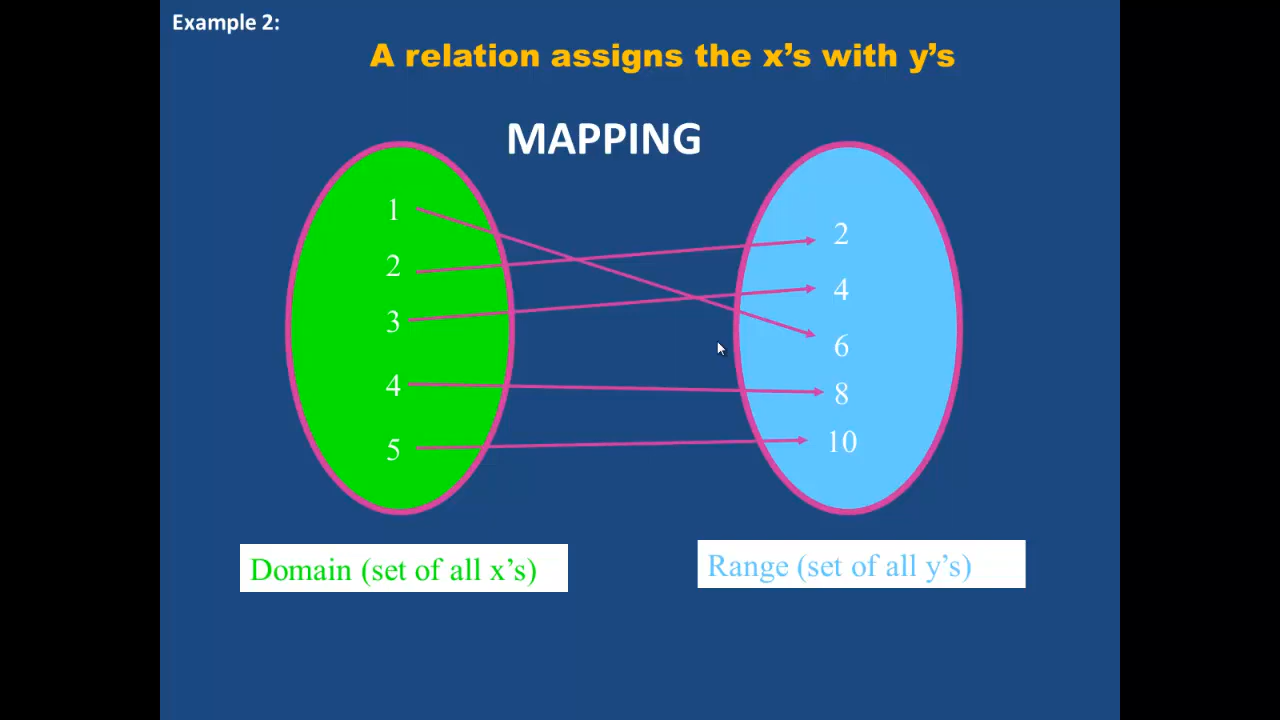 Example 2:
A relation assigns the x’s with y’s
MAPPING
1
2
3
4
5
2
4
6
8
10
Domain (set of all x’s)
Range (set of all y’s)